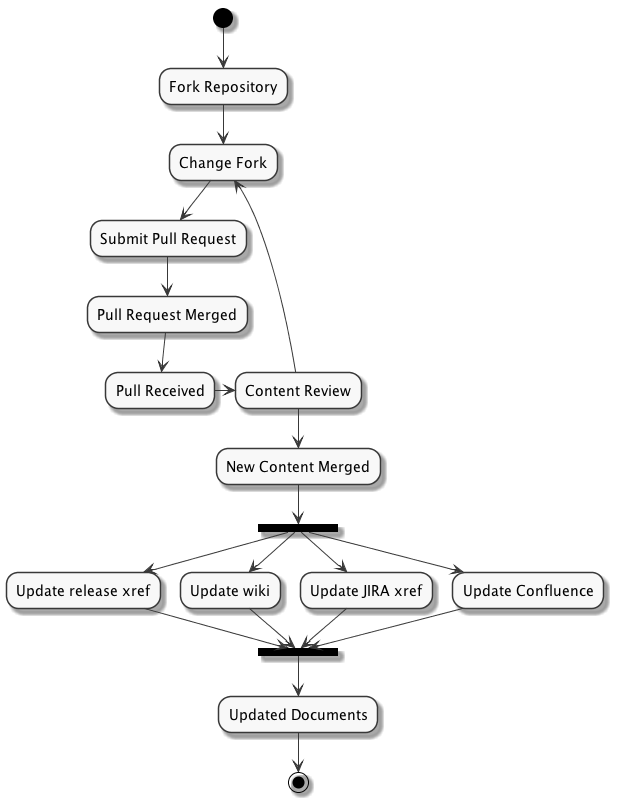 Fork Repository
Change Fork
Submit Pull Request
Pull Request Merged
Pull Received
Content Review
New Content Merged
Update release xref
Update wiki
Update JIRA xref
Update Confluence
Updated Documents